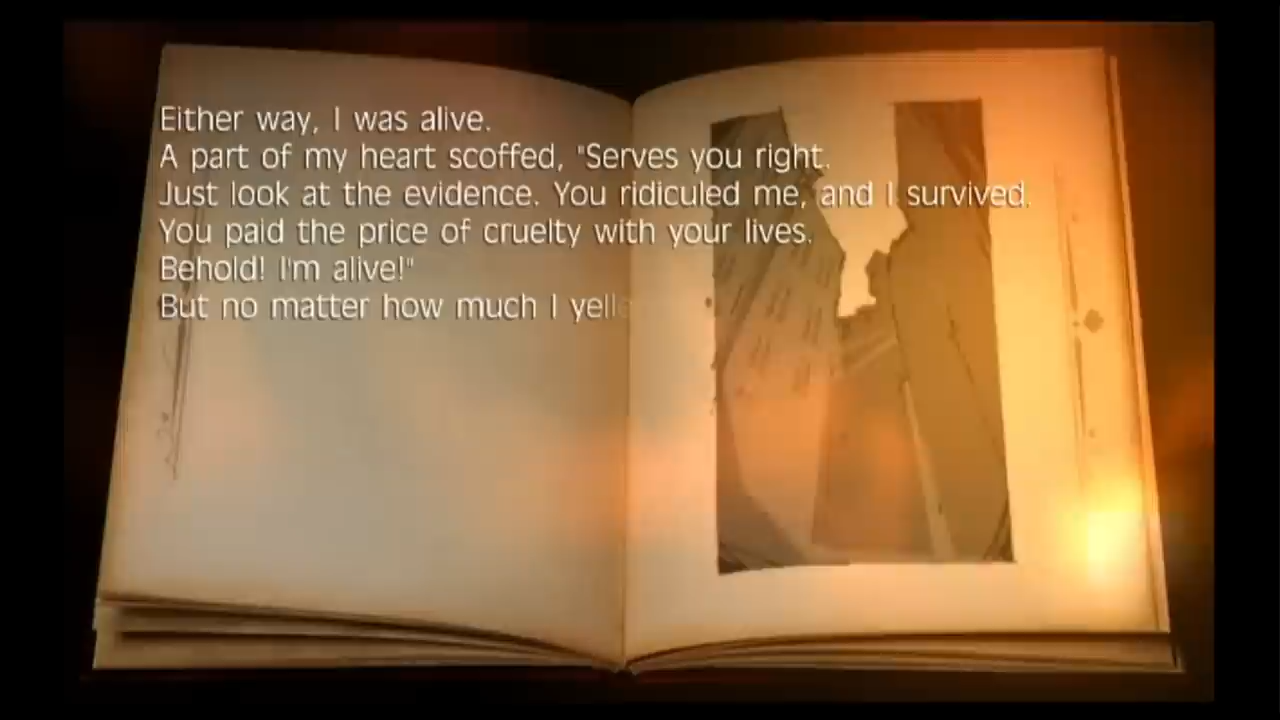 Either way, I was alive.
A part of my heart scoffed, "Serves you right.
Just look at the evidence. You ridiculed me, and I survived.
You paid the price of cruelty with your lives.
Behold! I'm alive!"
But no matter how much I yelle